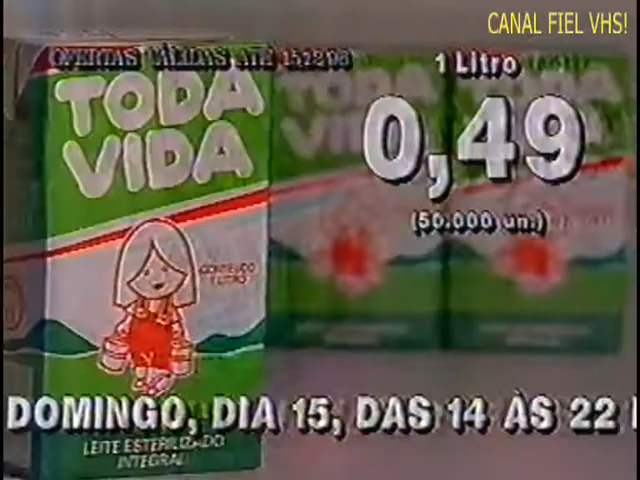 CANAL FIEL VHS!
OFERTAS VÁLIDAS ATÉ 15.12.96
TODA
VIDA
1 Litro
0,49
(50.000 un.)
CONTEÚDO
1 LITRO
DOMINGO, DIA 15, DAS 14 ÀS 22
LEITE ESTERILIZADO
INTEGRAL